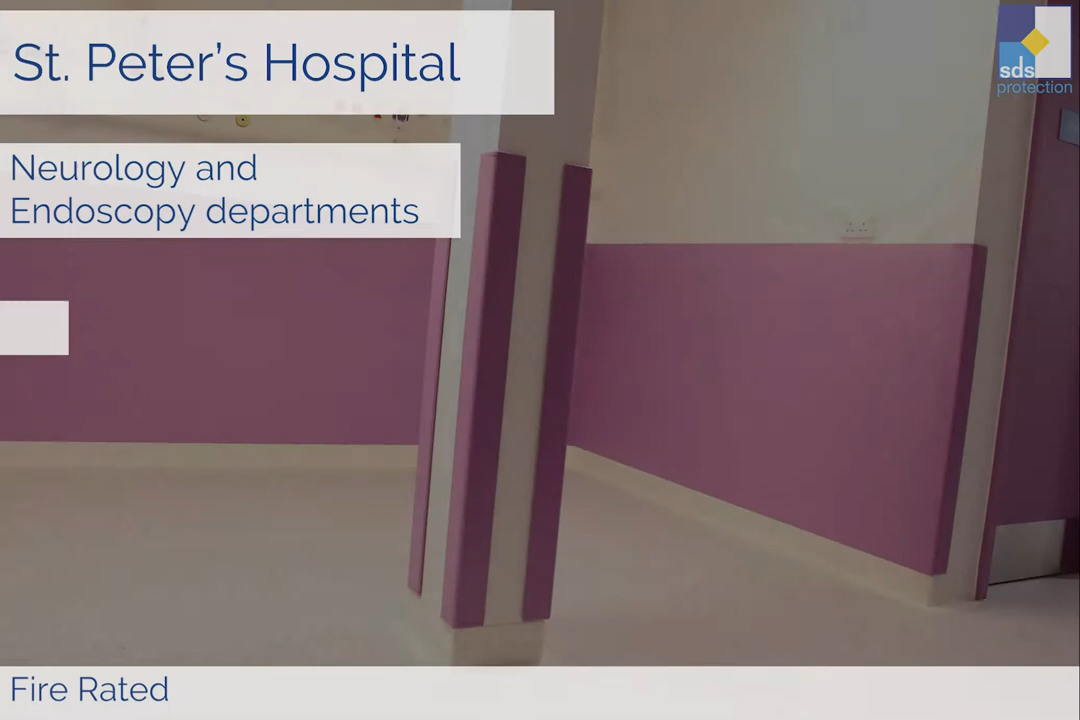 St. Peter’s Hospital
sds
protection
Neurology and
Endoscopy departments
Fire Rated